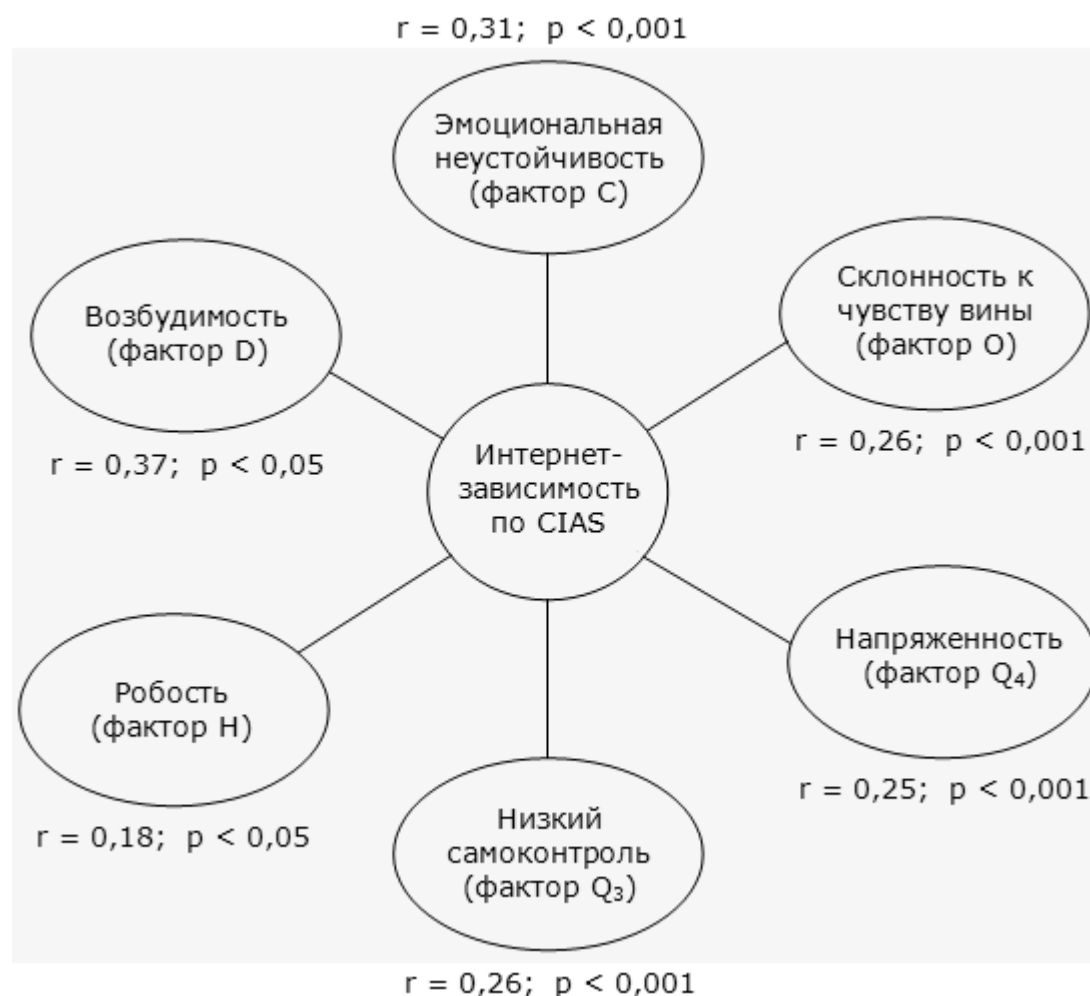 r = 0,31; p < 0,001
Эмоциональная
неустойчивость
(фактор C)
Склонность к
чувству вины
(фактор O)
r = 0,26; p < 0,001
Возбудимость
(фактор D)
r = 0,37; p < 0,05
Интернет-
зависимость
по CIAS
Напряженность
(фактор Q₄)
r = 0,25; p < 0,001
Робость
(фактор H)
r = 0,18; p < 0,05
Низкий
самоконтроль
(фактор Q₃)
r = 0,26; p < 0,001